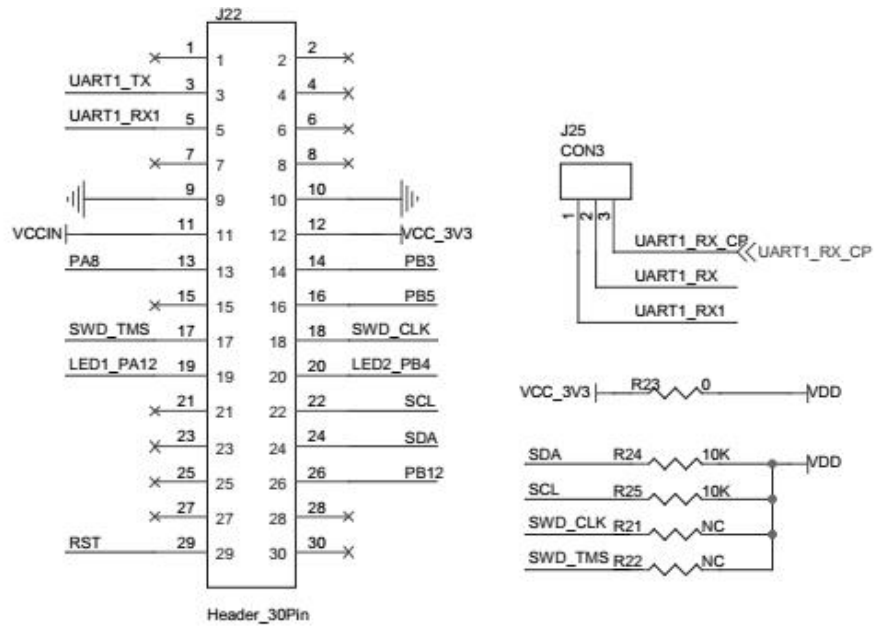 J22
1 1 2 2
UART1_TX 3 3 4 4
UART1_RX1 5 5 6 6
7 7 8 8
9 9 10 10
VCCIN 11 11 12 12 VCC_3V3
PA8 13 13 14 14 PB3
15 15 16 16 PB5
SWD_TMS 17 17 18 18 SWD_CLK
LED1_PA12 19 19 20 20 LED2_PB4
21 21 22 22 SCL
23 23 24 24 SDA
25 25 26 26 PB12
27 27 28 28
RST 29 29 30 30
Header_30Pin
J25
CON3
1 2 3
UART1_RX_CP UART1_RX_CP
UART1_RX
UART1_RX1
VCC_3V3 R23 0 VDD
SDA R24 10K VDD
SCL R25 10K
SWD_CLK R21 NC
SWD_TMS R22 NC